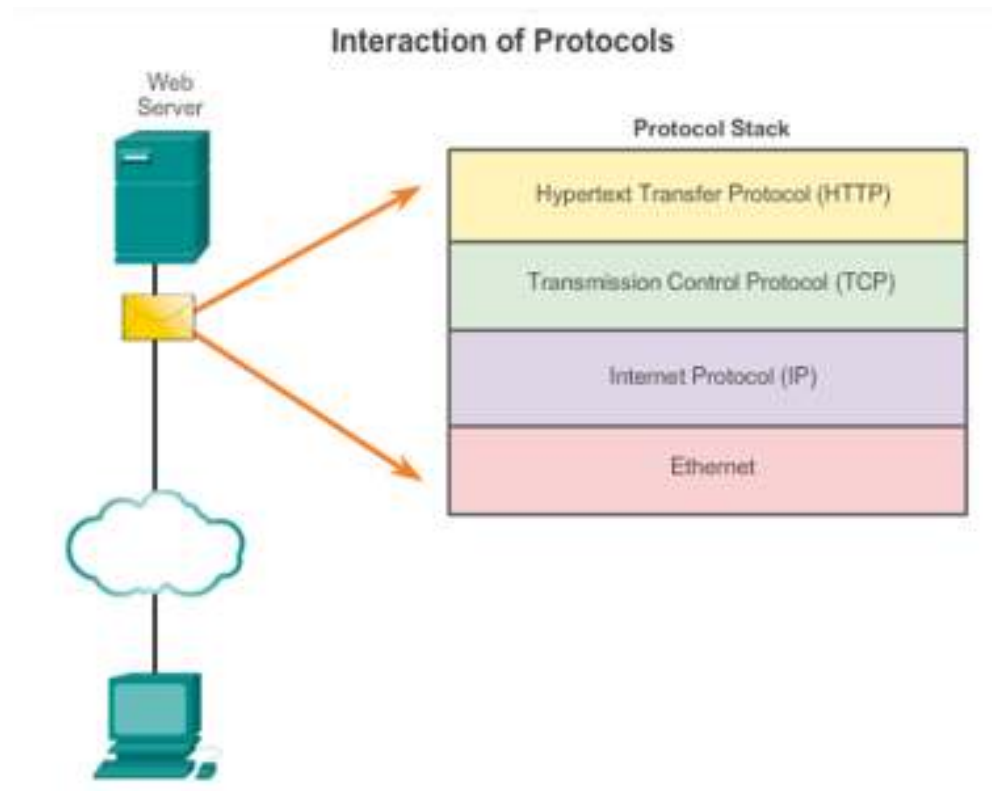 Interaction of Protocols
Web
Server
Protocol Stack
Hypertext Transfer Protocol (HTTP)
Transmission Control Protocol (TCP)
Internet Protocol (IP)
Ethernet